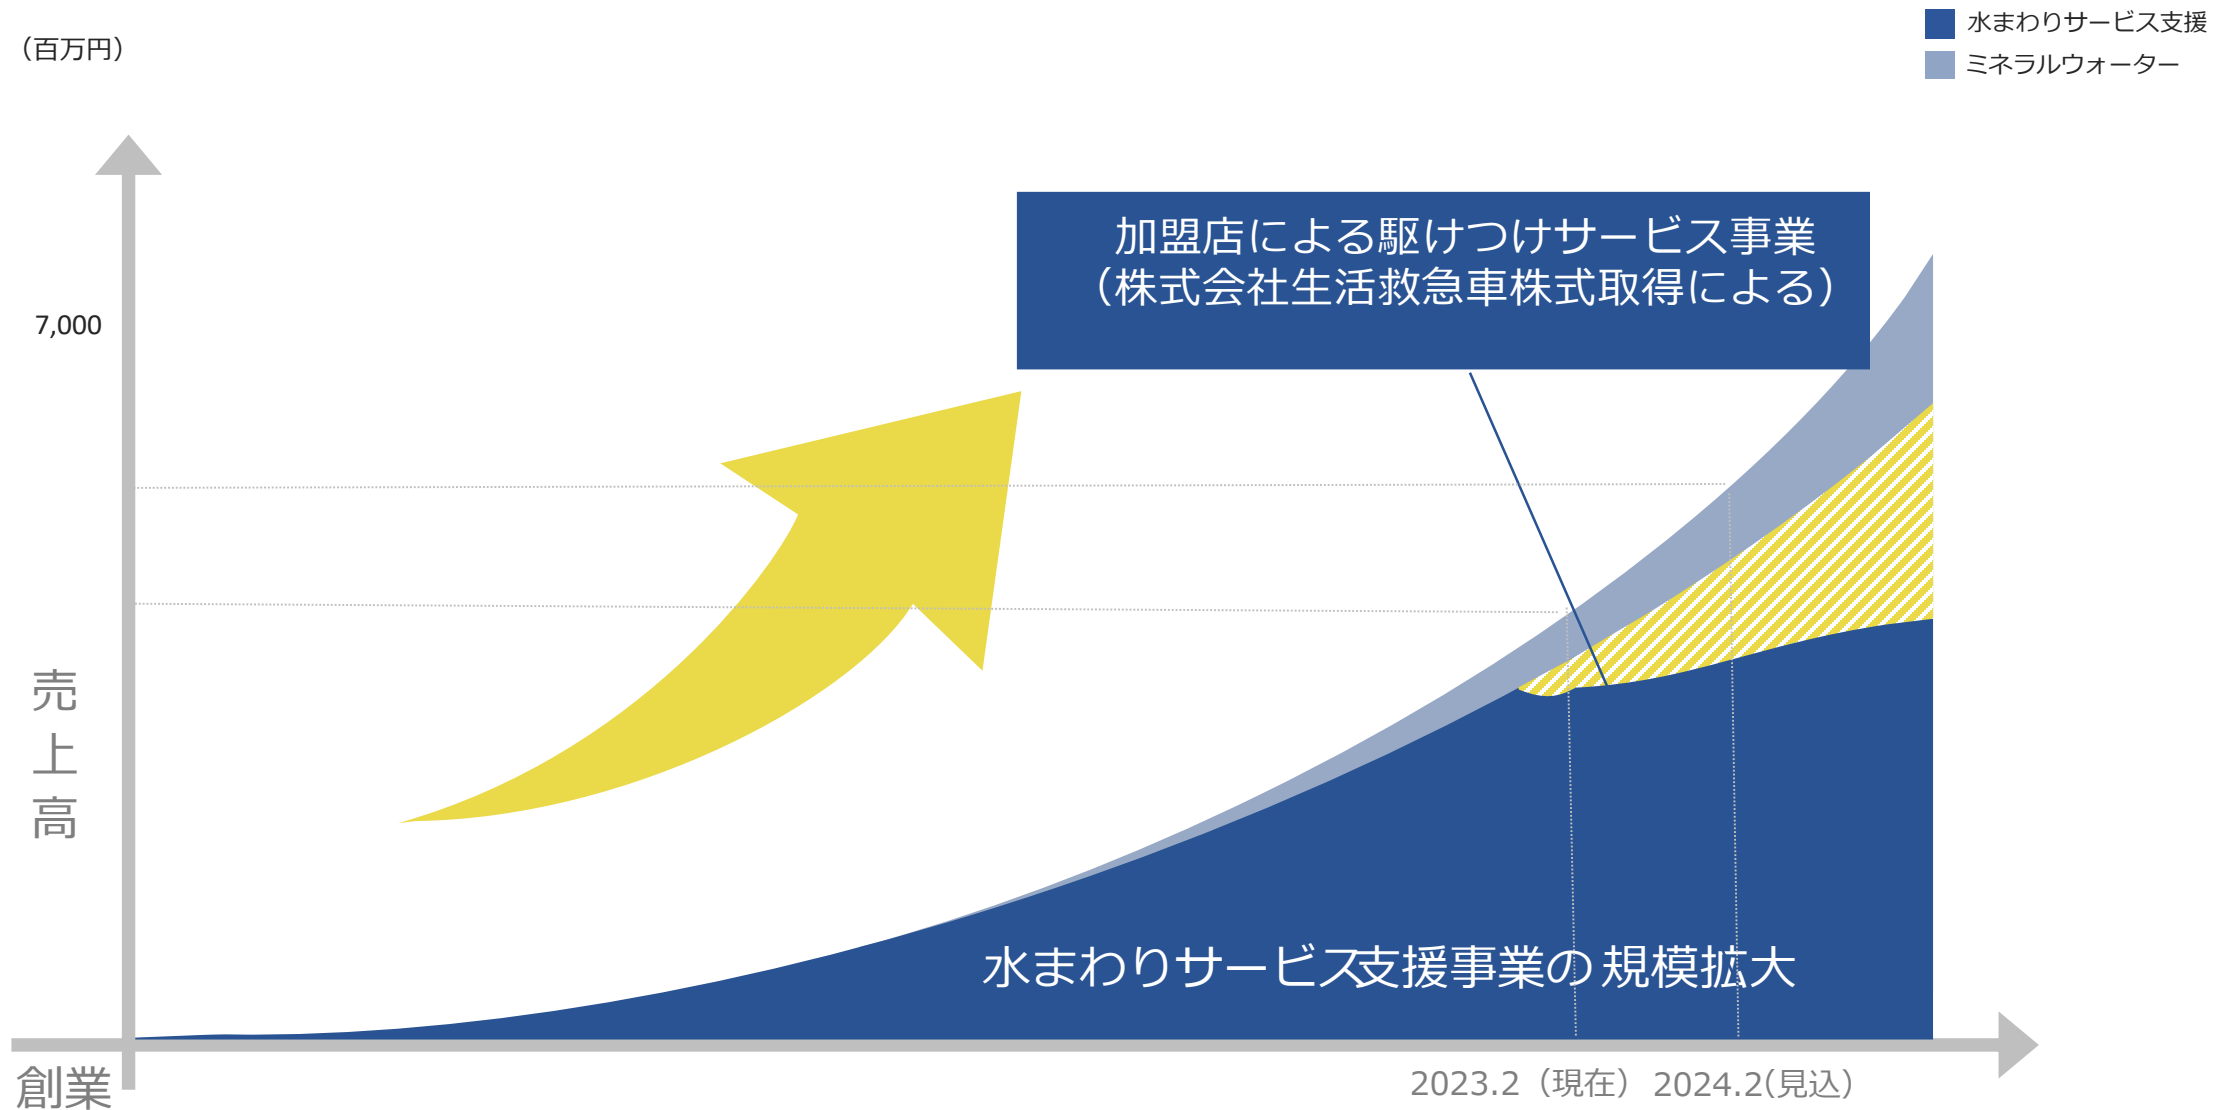 （百万円）
水まわりサービス支援
ミネラルウォーター
加盟店による駆けつけサービス事業
（株式会社生活救急車株式取得による）
7,000
売
上
高
水まわりサービス支援事業の規模拡大
創業
2023.2（現在）
2024.2（見込）